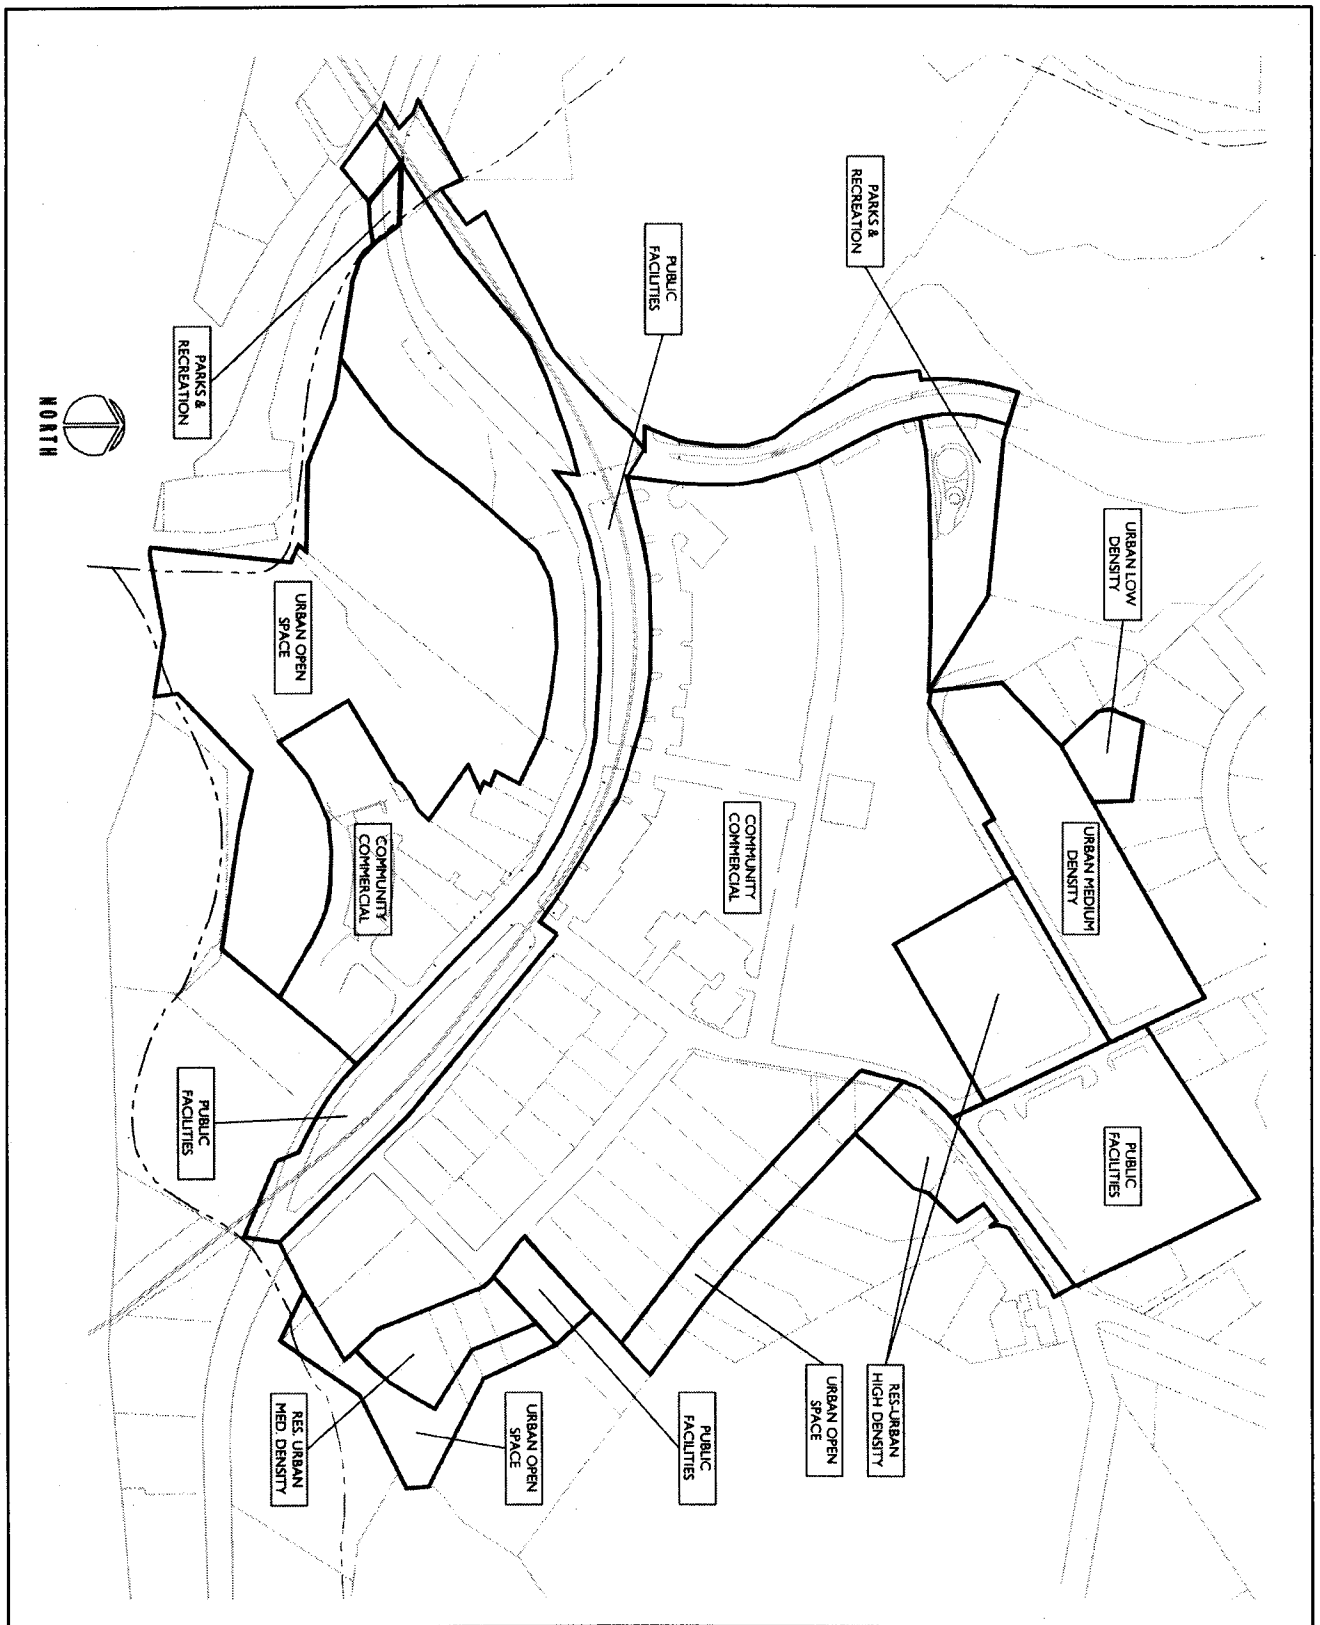 PARKS &
RECREATION
PUBLIC
FACILITIES
PARKS &
RECREATION
NORTH
URBAN LOW
DENSITY
URBAN OPEN
SPACE
COMMUNITY
COMMERCIAL
COMMUNITY
COMMERCIAL
URBAN MEDIUM
DENSITY
PUBLIC
FACILITIES
PUBLIC
FACILITIES
RES-URBAN
HIGH DENSITY
URBAN OPEN
SPACE
PUBLIC
FACILITIES
URBAN OPEN
SPACE
RES. URBAN
MED. DENSITY